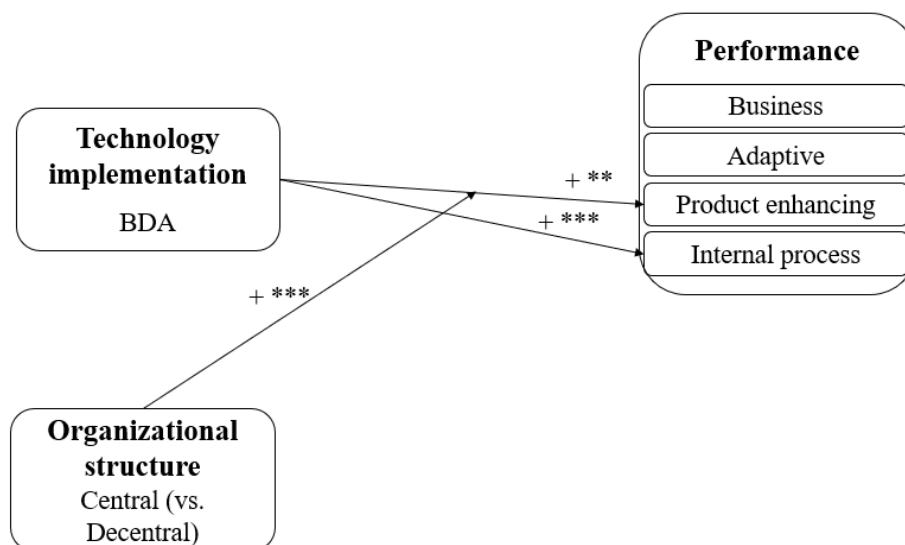 Performance
Business
Adaptive
Product enhancing
Internal process
Technology
implementation
BDA
+ **
+ ***
+ ***
Organizational
structure
Central (vs.
Decentral)